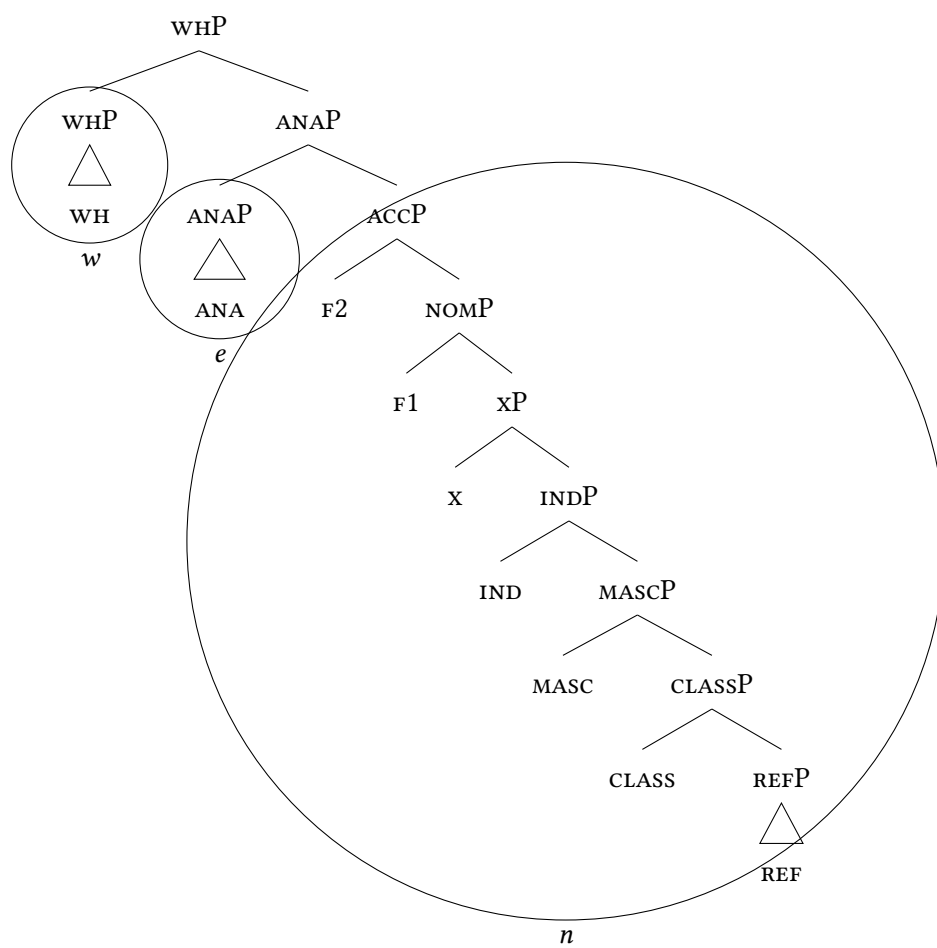 WHP
WHP ANAP
WH ANAP ACCP
w
ANA F2 NOMP
e
F1 XP
X INDP
IND MASCP
MASC CLASSP
CLASS REFP
REF
n